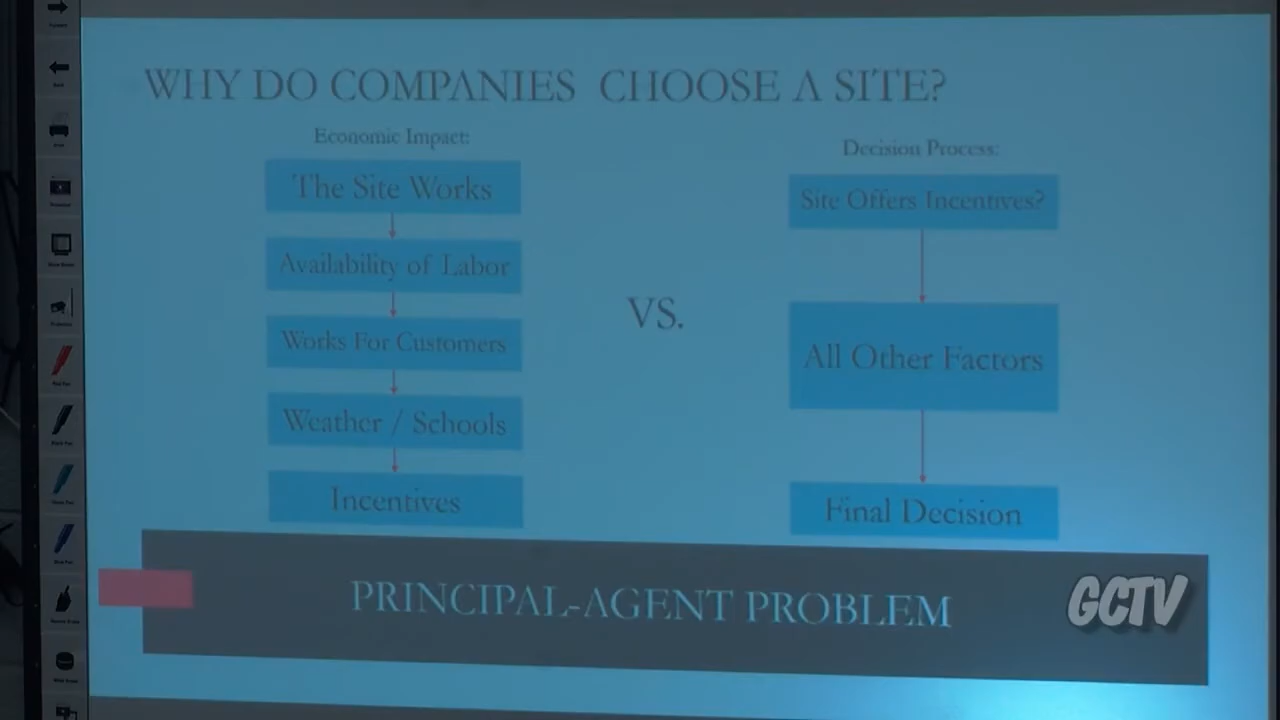 WHY DO COMPANIES CHOOSE A SITE?
Economic Impact:
The Site Works
Availability of Labor
Works For Customers
Weather / Schools
Incentives
VS.
Decision Process:
Site Offers Incentives?
All Other Factors
Final Decision
PRINCIPAL-AGENT PROBLEM
GCTV